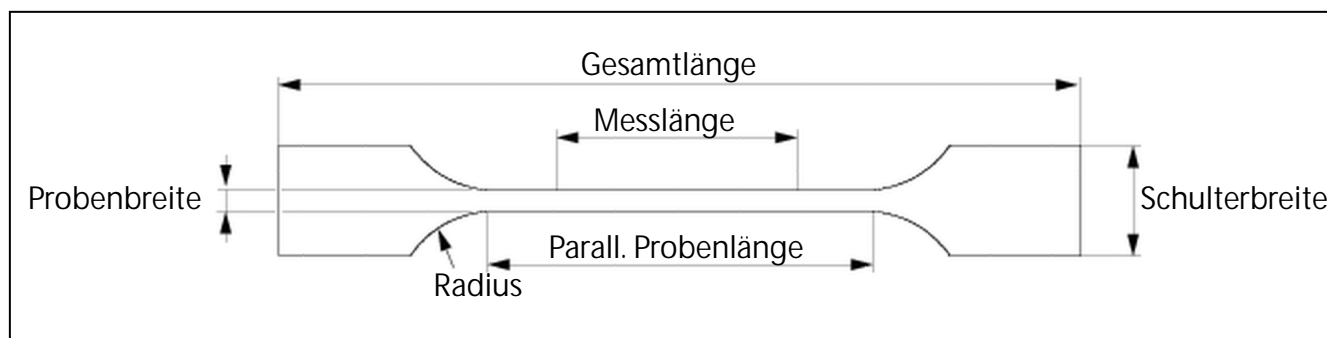 Gesamtlänge
Messlänge
Probenbreite
Schulterbreite
Parall. Probenlänge
Radius